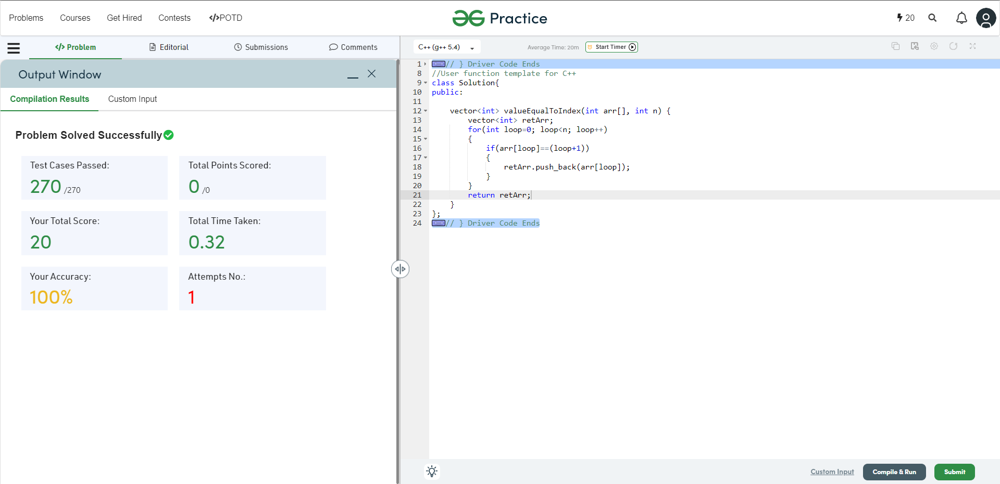 Problems Courses Get Hired Contests </>POTD
Practice
20
</> Problem Editorial Submissions Comments
Output Window
Compilation Results Custom Input
Problem Solved Successfully
Test Cases Passed:
270 /270
Total Points Scored:
0 /0
Your Total Score:
20
Total Time Taken:
0.32
Your Accuracy:
100%
Attempts No.:
1
C++ (g++ 5.4) Average Time: 20m Start Timer
1 // } Driver Code Ends
8 //User function template for C++
9 class Solution{
10 public:
11
12     vector<int> valueEqualToIndex(int arr[], int n) {
13         vector<int> retArr;
14         for(int loop=0; loop<n; loop++)
15         {
16             if(arr[loop]==(loop+1))
17             {
18                 retArr.push_back(arr[loop]);
19             }
20         }
21         return retArr;
22     }
23 };
24 // } Driver Code Ends
Custom Input Compile & Run Submit